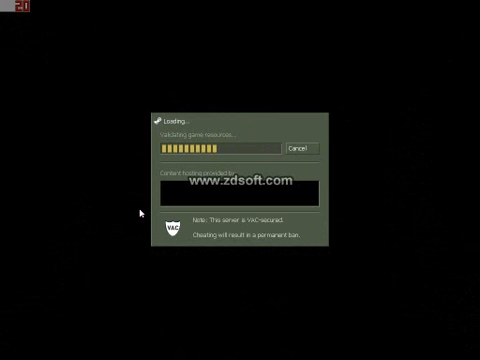 20
Loading...
Validating game resources...
Cancel
Content hosting provided by:
www.zdsoft.com
Note: This server is VAC-secured.
VAC
Cheating will result in a permanent ban.